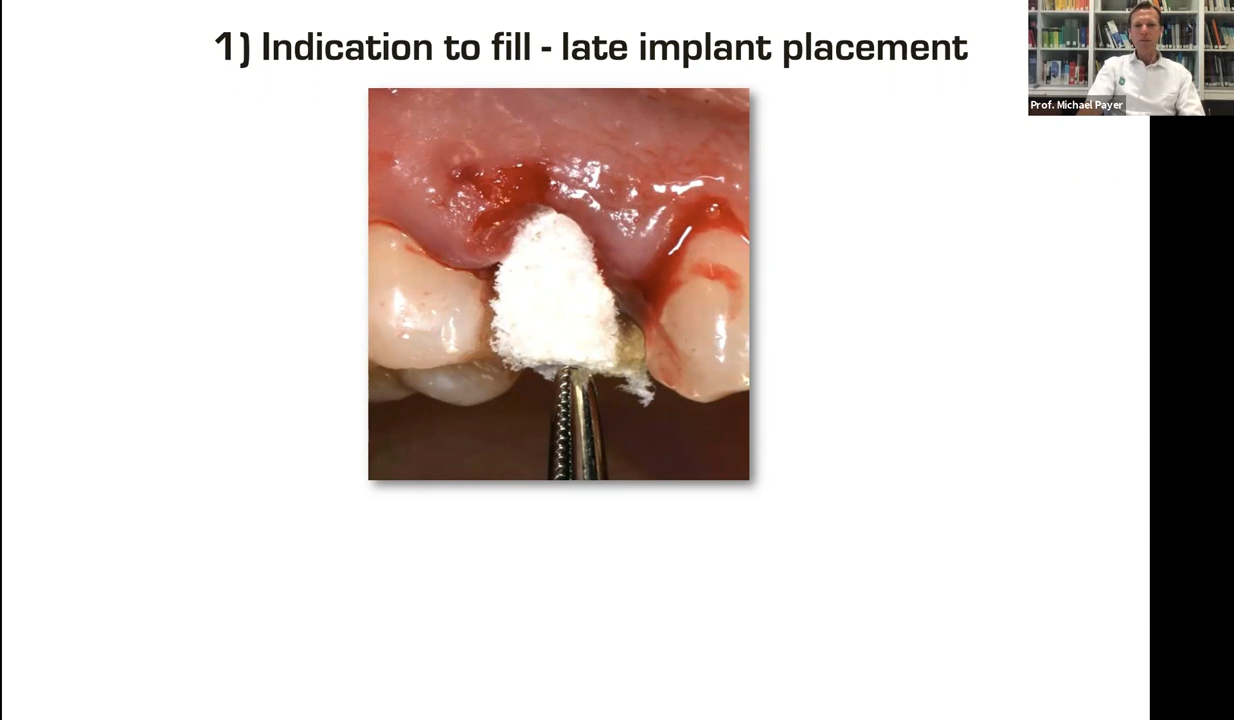 1) Indication to fill - late implant placement
Prof. Michael Payer